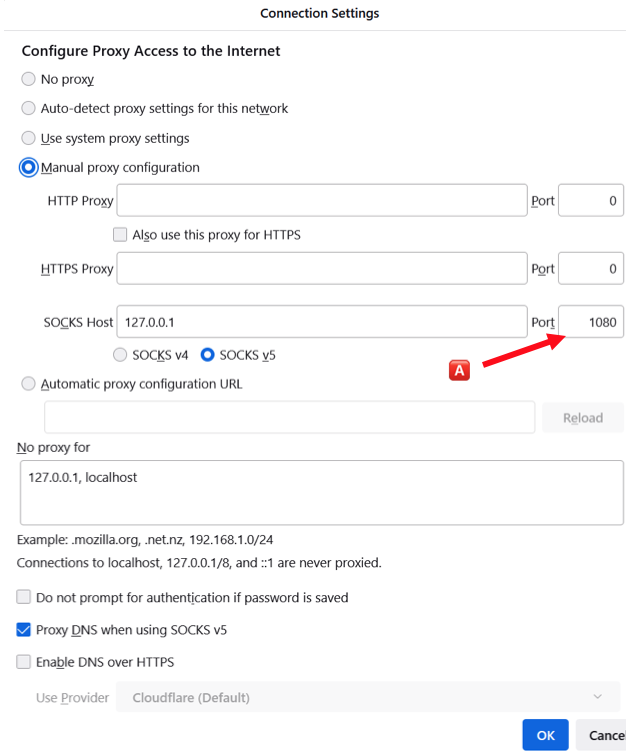 Connection Settings
Configure Proxy Access to the Internet
No proxy
Auto-detect proxy settings for this network
Use system proxy settings
Manual proxy configuration
HTTP Proxy Port 0
Also use this proxy for HTTPS
HTTPS Proxy Port 0
SOCKS Host 127.0.0.1 Port 1080
SOCKS v4 SOCKS v5
A
Automatic proxy configuration URL
Reload
No proxy for
127.0.0.1, localhost
Example: .mozilla.org, .net.nz, 192.168.1.0/24
Connections to localhost, 127.0.0.1/8, and ::1 are never proxied.
Do not prompt for authentication if password is saved
Proxy DNS when using SOCKS v5
Enable DNS over HTTPS
Use Provider Cloudflare (Default)
OK Cancel